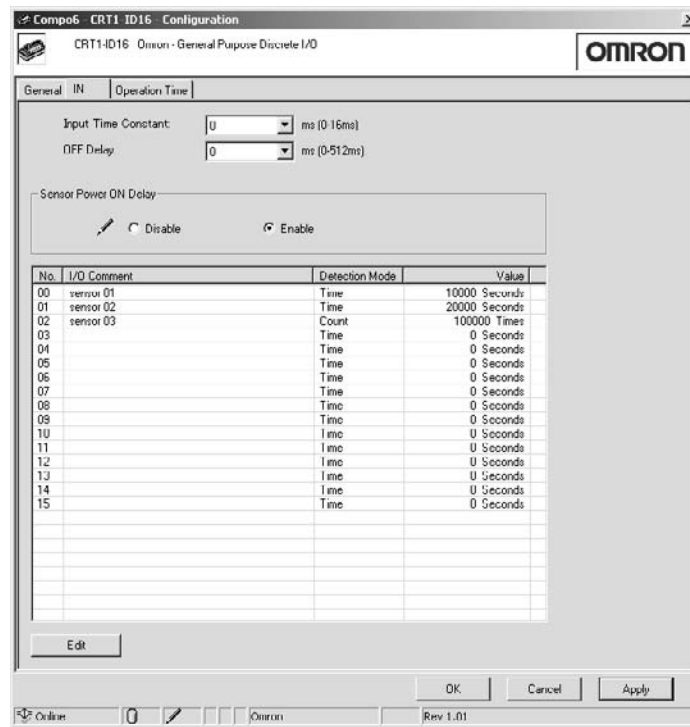 Compo6 - CRT1-ID16 - Configuration
CRT1-ID16 Omron - General Purpose Discrete I/O
OMRON
General IN Operation Time
Input Time Constant: 0 ms (0-16ms)
OFF Delay 0 ms (0-512ms)
Sensor Power ON Delay
Disable Enable
No. I/O Comment Detection Mode Value
00 sensor 01 Time 10000 Seconds
01 sensor 02 Time 20000 Seconds
02 sensor 03 Count 100000 Times
03 Time 0 Seconds
04 Time 0 Seconds
05 Time 0 Seconds
06 Time 0 Seconds
07 Time 0 Seconds
08 Time 0 Seconds
09 Time 0 Seconds
10 Time 0 Seconds
11 Time 0 Seconds
12 Time 0 Seconds
13 Time 0 Seconds
14 Time 0 Seconds
15 Time 0 Seconds
Edit
OK Cancel Apply
Online Omron Rev 1.01